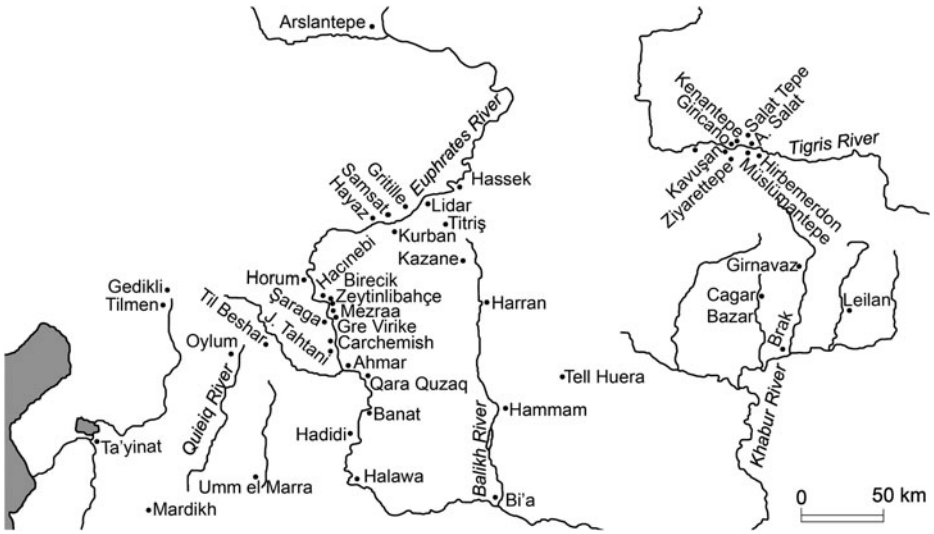 Arslantepe
Euphrates River
Kenantepe
Giricano
Salat Tepe
A. Salat
Tigris River
Kavuşan
Ziyarettepe
Hirbemerdon
Müslümantepe
Gritille
Samsat
Hayaz
Hassek
Lidar
Titriş
Kurban
Kazane
Hacınebi
Horum
Birecik
Zeytinlibahçe
Şaraga
Mezraa
Gre Virike
Gedikli
Tilmen
Til Beshar
J. Tahtani
Carchemish
Oylum
Ahmar
Qara Quzaq
Harran
Girnavaz
Cagar
Bazar
Leilan
Brak
Tell Huera
Quieiq River
Banat
Hadidi
Hammam
Balikh River
Khabur River
Ta'yinat
Umm el Marra
Halawa
Mardikh
Bi'a
0 50 km